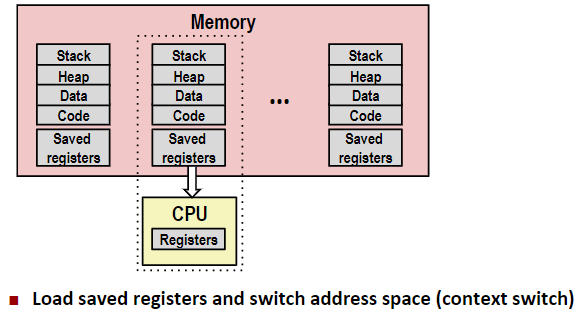 Memory
Stack
Heap
Data
Code
Saved
registers
Stack
Heap
Data
Code
Saved
registers
...
Stack
Heap
Data
Code
Saved
registers
CPU
Registers
Load saved registers and switch address space (context switch)